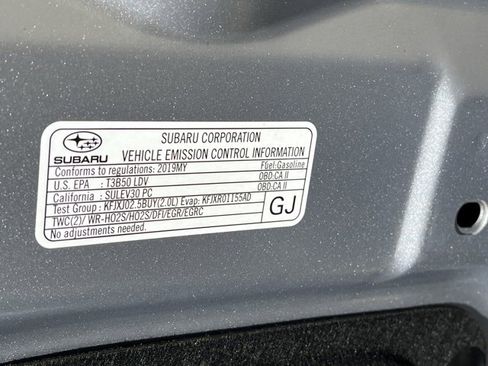 SUBARU
SUBARU CORPORATION
VEHICLE EMISSION CONTROL INFORMATION
Conforms to regulations: 2019MY Fuel:Gasoline
U.S. EPA : T3B50 LDV OBD:CA II
California : SULEV30 PC OBD:CA II
Test Group : KFJXJ02.5BUY(2.0L) Evap: KFJXR01155AD
TWC(2)/ WR-HO2S/HO2S/DFI/EGR/EGRC
No adjustments needed.
GJ